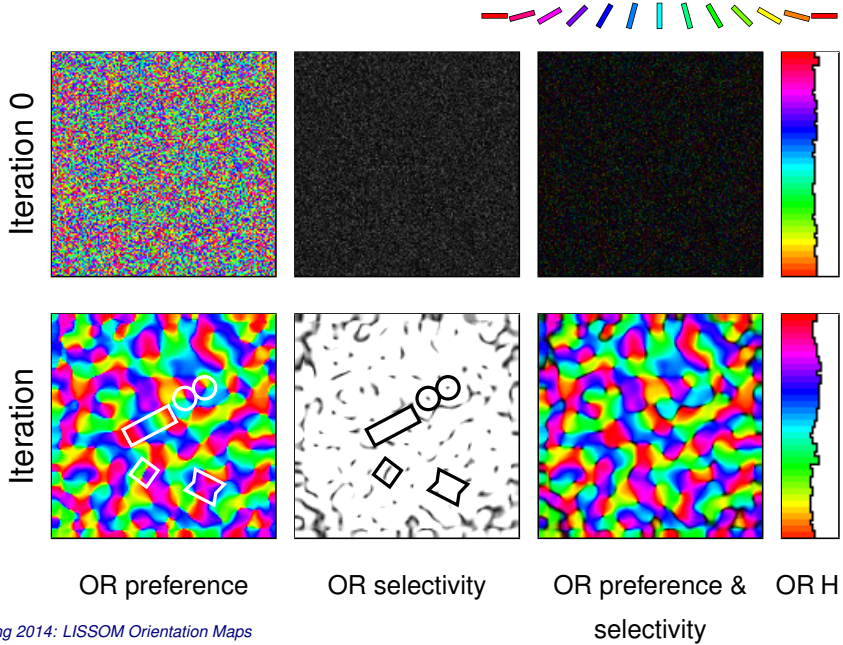 Iteration 0
Iteration
OR preference
OR selectivity
OR preference &
selectivity
OR H
2014: LISSOM Orientation Maps